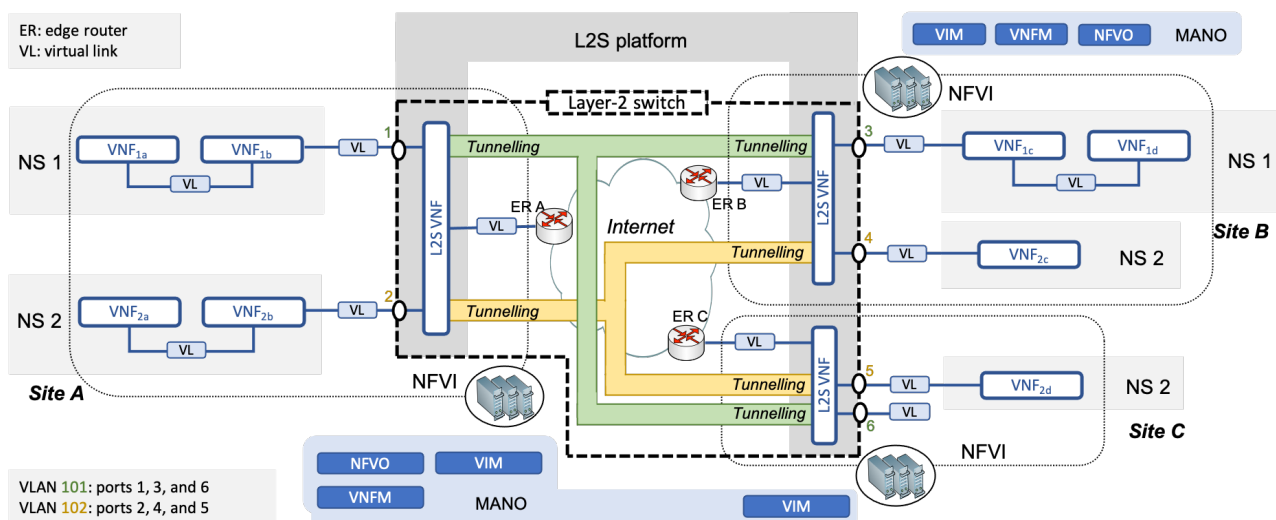 ER: edge router
VL: virtual link
L2S platform
VIM
VNFM
NFVO
MANO
NFVI
Layer-2 switch
NS 1
VNF1a
VNF1b
VL
VL
1
Tunnelling
Tunnelling
3
VL
VNF1c
VNF1d
VL
NS 1
L2S VNF
VL
ER A
Internet
ER B
VL
L2S VNF
Site B
Tunnelling
4
VL
VNF2c
NS 2
NS 2
VNF2a
VNF2b
VL
VL
2
Tunnelling
ER C
VL
L2S VNF
Site A
NFVI
Tunnelling
5
VL
VNF2d
NS 2
Tunnelling
6
VL
Site C
NFVI
NFVO
VIM
VNFM
MANO
VIM
VLAN 101: ports 1, 3, and 6
VLAN 102: ports 2, 4, and 5